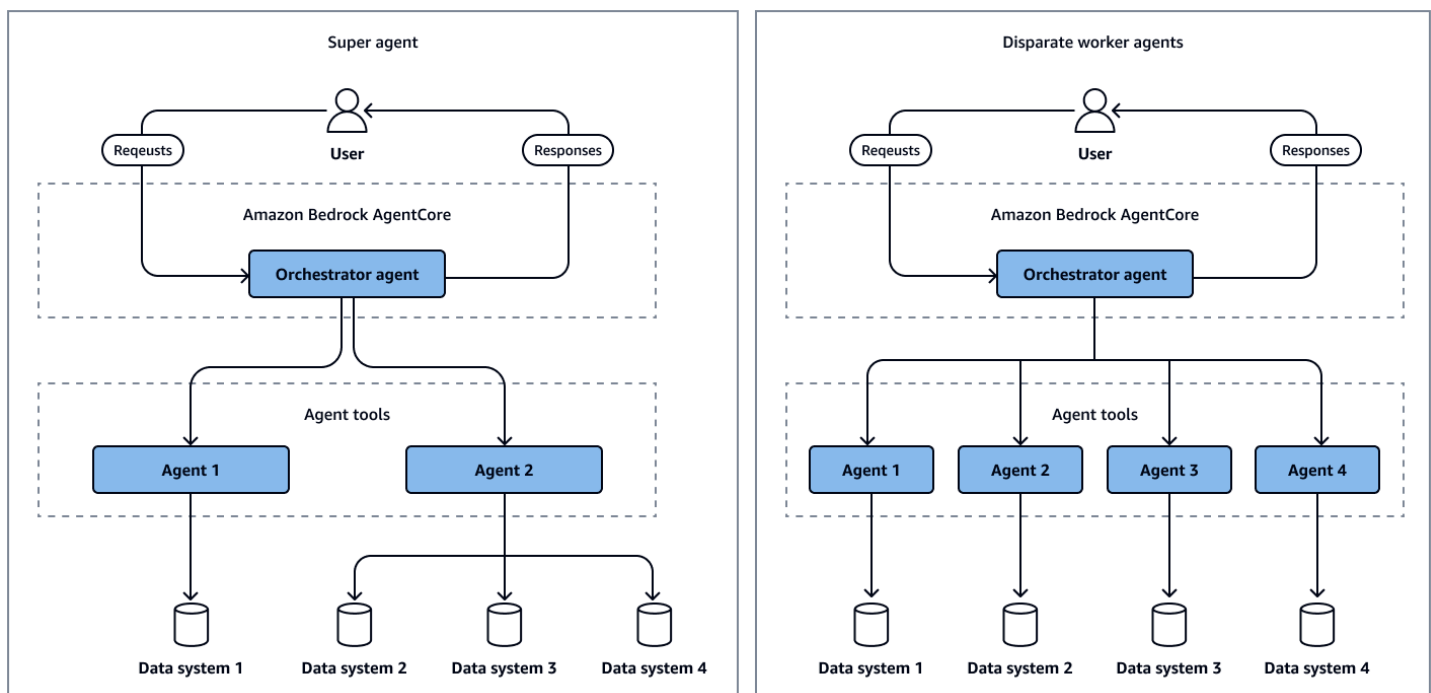 Super agent
Reqeusts
User
Responses
Amazon Bedrock AgentCore
Orchestrator agent
Agent tools
Agent 1
Agent 2
Data system 1
Data system 2
Data system 3
Data system 4
Disparate worker agents
Reqeusts
User
Responses
Amazon Bedrock AgentCore
Orchestrator agent
Agent tools
Agent 1
Agent 2
Agent 3
Agent 4
Data system 1
Data system 2
Data system 3
Data system 4